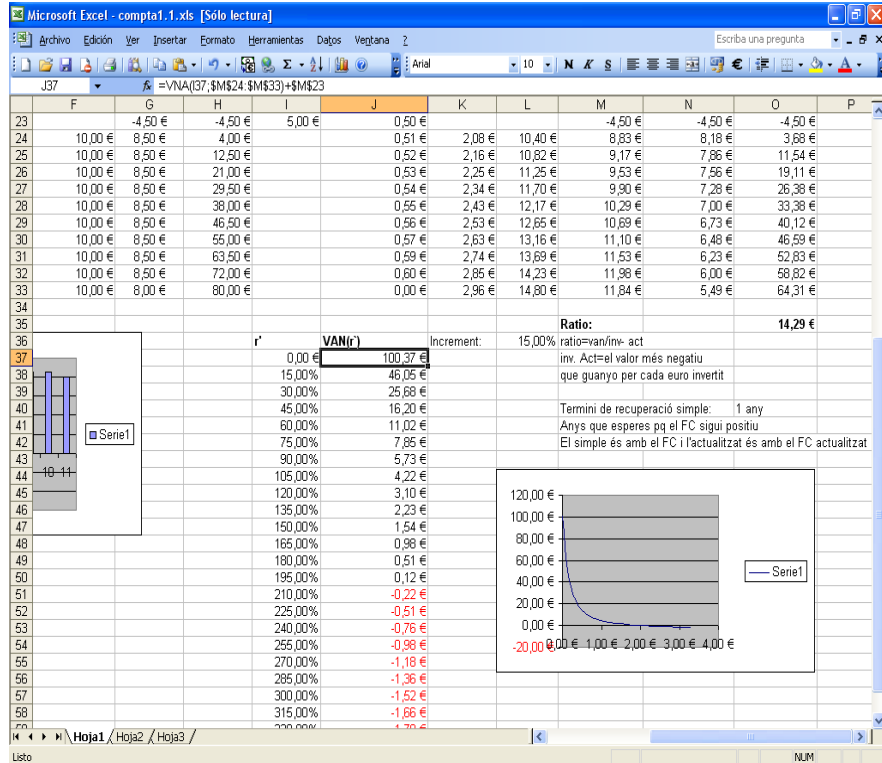 Microsoft Excel - compta1.1.xls [Sólo lectura]
Archivo Edición Ver Insertar Formato Herramientas Datos Ventana ? Escriba una pregunta
Arial 10 N K S
J37 fx =VNA(I37;$M$24:$M$33)+$M$23
F G H I J K L M N O P
23 -4,50 € -4,50 € 5,00 € 0,50 € -4,50 € -4,50 € -4,50 €
24 10,00 € 8,50 € 4,00 € 0,51 € 2,08 € 10,40 € 8,83 € 8,18 € 3,68 €
25 10,00 € 8,50 € 12,50 € 0,52 € 2,16 € 10,82 € 9,17 € 7,86 € 11,54 €
26 10,00 € 8,50 € 21,00 € 0,53 € 2,25 € 11,25 € 9,53 € 7,56 € 19,11 €
27 10,00 € 8,50 € 29,50 € 0,54 € 2,34 € 11,70 € 9,90 € 7,28 € 26,38 €
28 10,00 € 8,50 € 38,00 € 0,55 € 2,43 € 12,17 € 10,29 € 7,00 € 33,38 €
29 10,00 € 8,50 € 46,50 € 0,56 € 2,53 € 12,65 € 10,69 € 6,73 € 40,12 €
30 10,00 € 8,50 € 55,00 € 0,57 € 2,63 € 13,16 € 11,10 € 6,48 € 46,59 €
31 10,00 € 8,50 € 63,50 € 0,59 € 2,74 € 13,69 € 11,53 € 6,23 € 52,83 €
32 10,00 € 8,50 € 72,00 € 0,60 € 2,85 € 14,23 € 11,98 € 6,00 € 58,82 €
33 10,00 € 8,00 € 80,00 € 0,00 € 2,96 € 14,80 € 11,84 € 5,49 € 64,31 €
34
35 Ratio: 14,29 €
36 r' VAN(r') Increment: 15,00% ratio=van/inv- act
37 0,00 € 100,37 € inv. Act=el valor més negatiu
38 15,00% 46,05 € que guanyo per cada euro invertit
39 30,00% 25,68 €
40 45,00% 16,20 € Termini de recuperació simple: 1 any
41 60,00% 11,02 € Anys que esperes pq el FC sigui positiu
42 75,00% 7,85 € El simple és amb el FC i l'actualitzat és amb el FC actualitzat
43 90,00% 5,73 €
44 105,00% 4,22 €
45 120,00% 3,10 €
46 135,00% 2,23 €
47 150,00% 1,54 €
48 165,00% 0,98 €
49 180,00% 0,51 €
50 195,00% 0,12 €
51 210,00% -0,22 €
52 225,00% -0,51 €
53 240,00% -0,76 €
54 255,00% -0,98 €
55 270,00% -1,18 €
56 285,00% -1,36 €
57 300,00% -1,52 €
58 315,00% -1,66 €
Serie1
10 11
120,00 €
100,00 €
80,00 €
60,00 €
40,00 €
20,00 €
0,00 €
-20,00 €
0,00 € 1,00 € 2,00 € 3,00 € 4,00 €
Serie1
Hoja1 Hoja2 Hoja3
Listo NUM